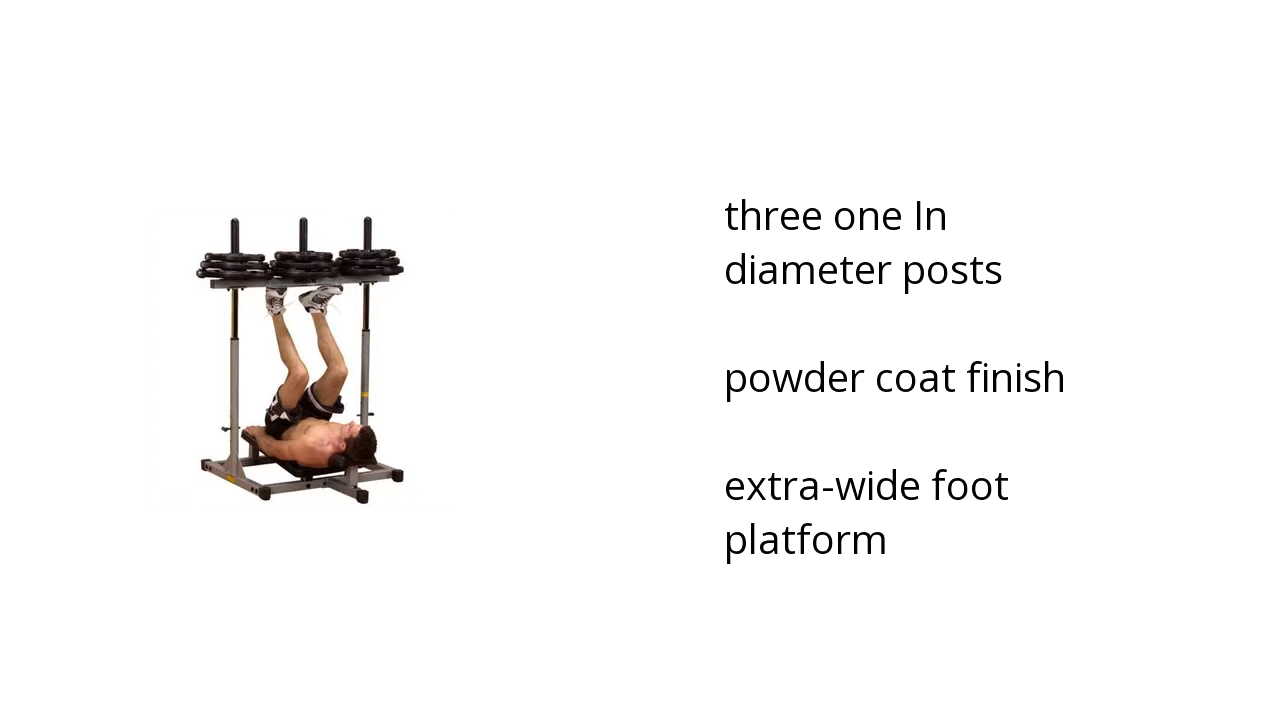 three one In
diameter posts
powder coat finish
extra-wide foot
platform